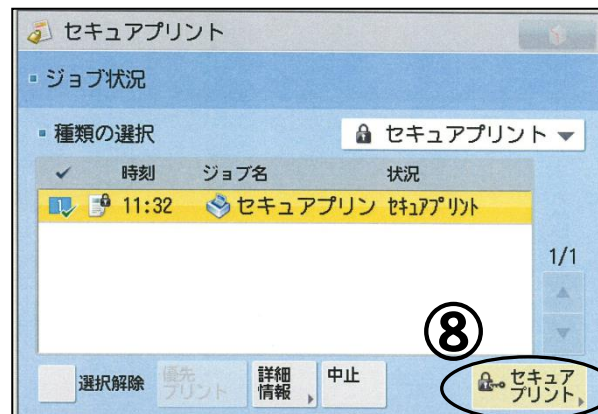 セキュアプリント
ジョブ状況
種類の選択
セキュアプリント
時刻 ジョブ名 状況
1 11:32 セキュアプリン ｾｷｭｱﾌﾟﾘﾝﾄ
1/1
⑧
選択解除
優先
プリント
詳細
情報
中止
セキュア
プリント